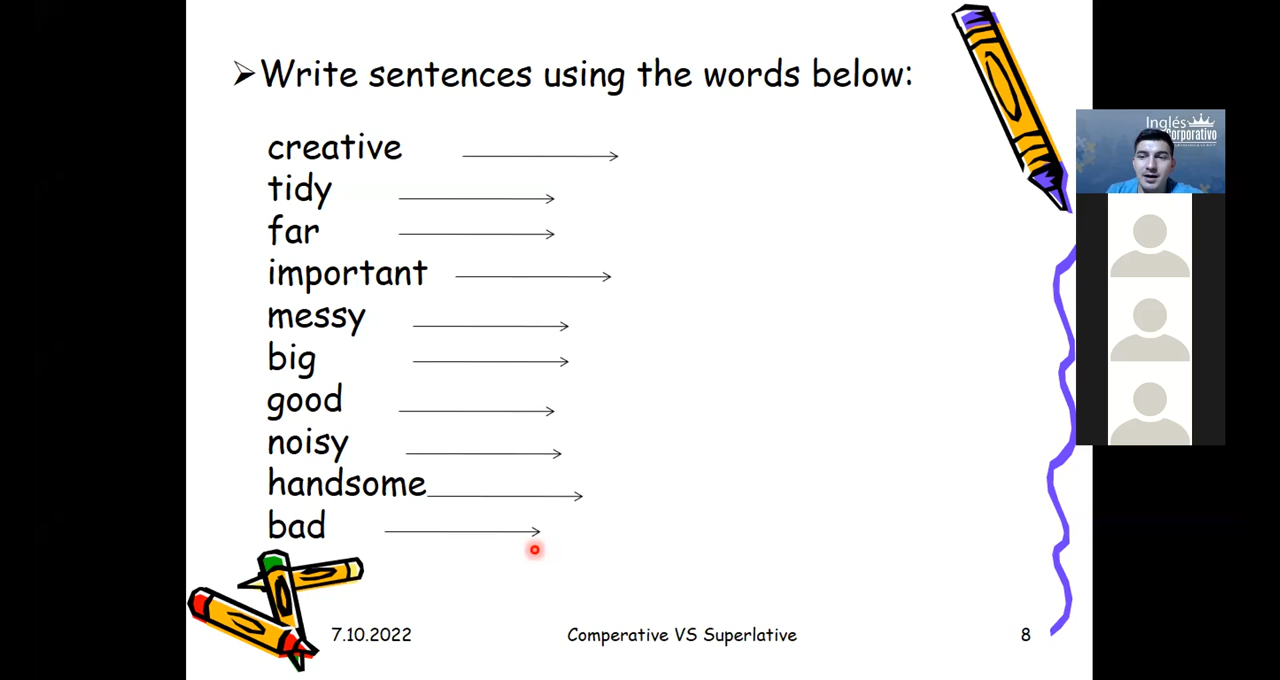 Write sentences using the words below:
creative
tidy
far
important
messy
big
good
noisy
handsome
bad
7.10.2022
Comperative VS Superlative
8
Inglés
Corporativo